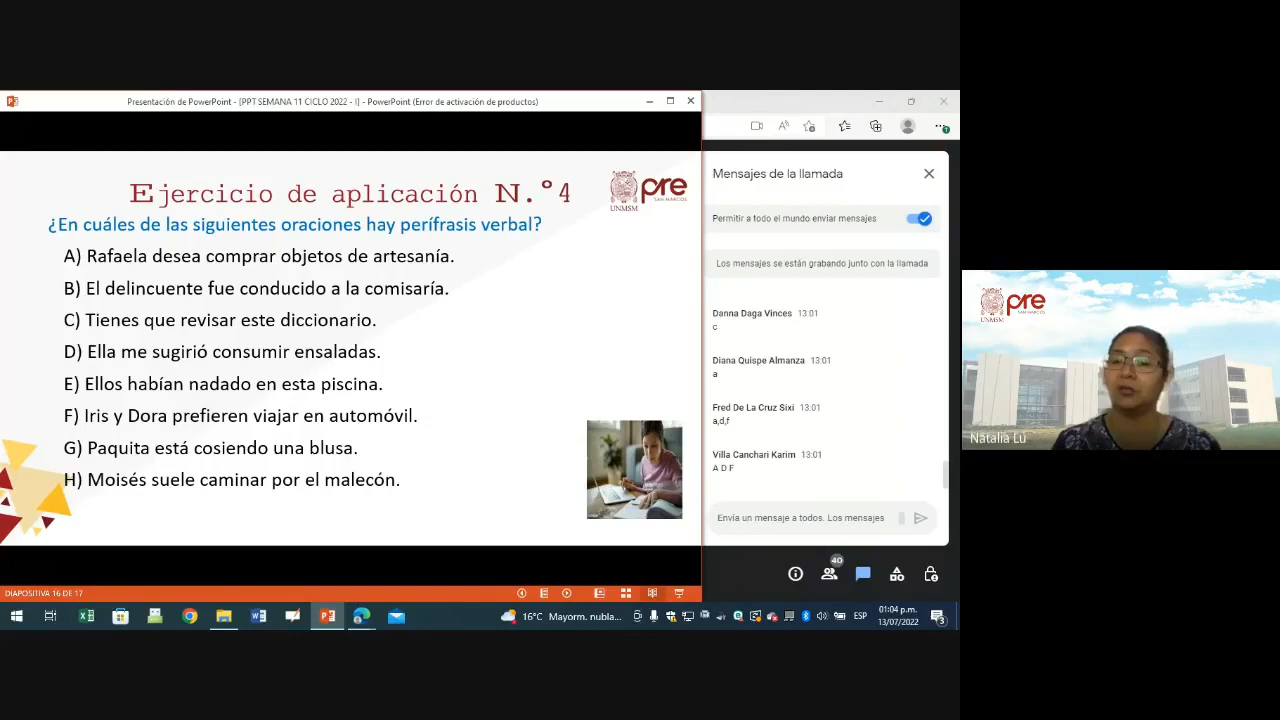 Presentación de PowerPoint - [PPT SEMANA 11 CICLO 2022 - I] - PowerPoint (Error de activación de productos)
Ejercicio de aplicación N.°4
UNMSM
pre
SAN MARCOS
¿En cuáles de las siguientes oraciones hay perífrasis verbal?
A) Rafaela desea comprar objetos de artesanía.
B) El delincuente fue conducido a la comisaría.
C) Tienes que revisar este diccionario.
D) Ella me sugirió consumir ensaladas.
E) Ellos habían nadado en esta piscina.
F) Iris y Dora prefieren viajar en automóvil.
G) Paquita está cosiendo una blusa.
H) Moisés suele caminar por el malecón.
DIAPOSITIVA 16 DE 17
Mensajes de la llamada
Permitir a todo el mundo enviar mensajes
Los mensajes se están grabando junto con la llamada
Danna Daga Vinces 13:01
c
Diana Quispe Almanza 13:01
a
Fred De La Cruz Sixi 13:01
a,d,f
Villa Canchari Karim 13:01
A D F
Envía un mensaje a todos. Los mensajes
40
16°C Mayorm. nubla...
ESP
01:04 p.m.
13/07/2022
3
UNMSM
pre
SAN MARCOS
Natalia Lu